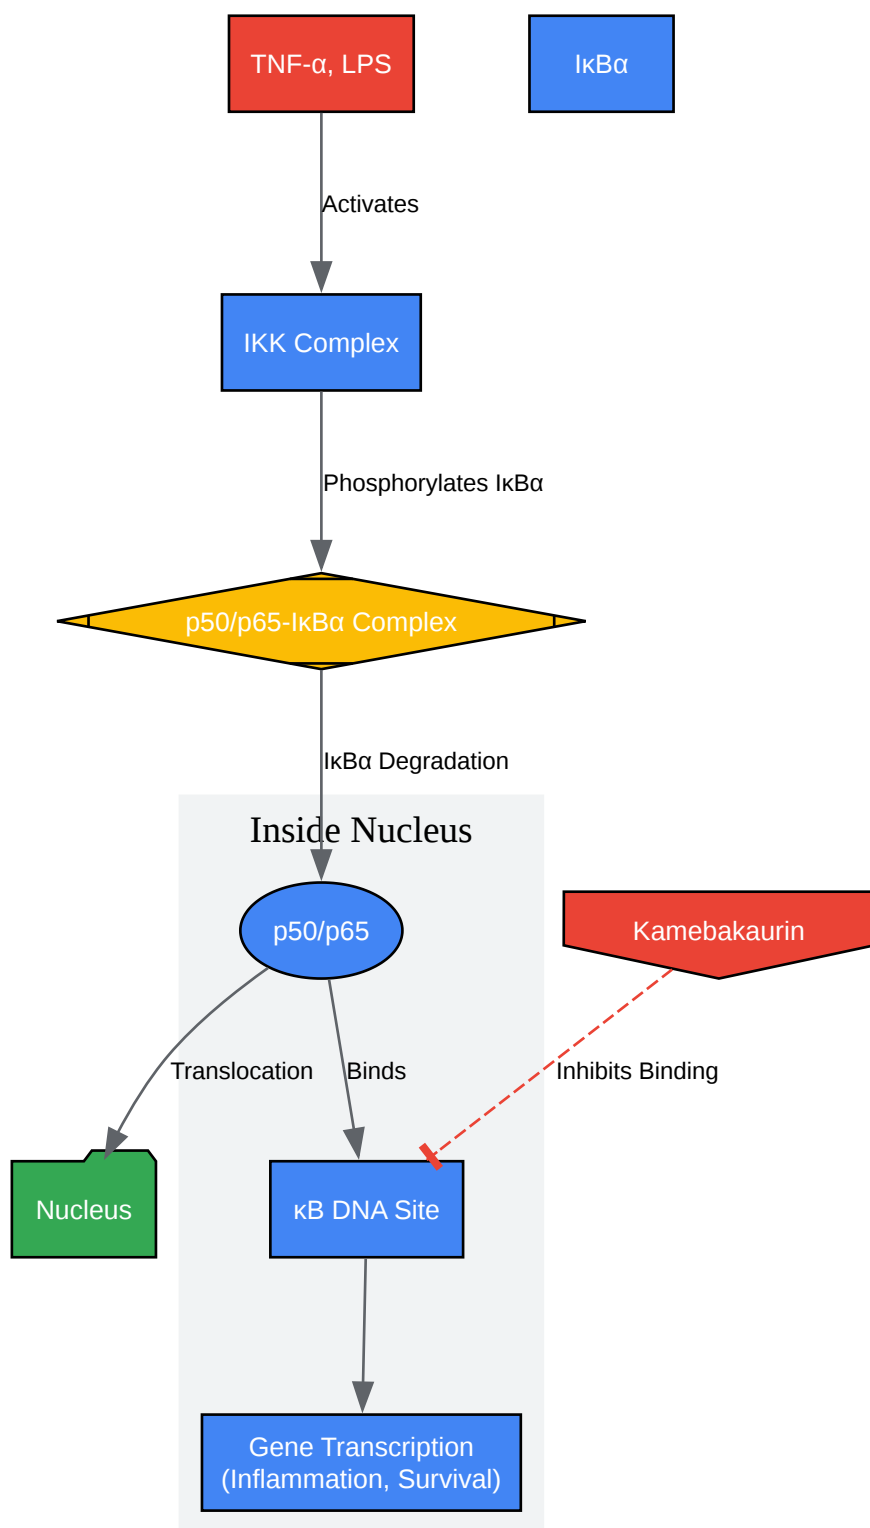 TNF-α, LPS
IκBα
Activates
IKK Complex
Phosphorylates IκBα
p50/p65-IκBα Complex
IκBα Degradation
Inside Nucleus
p50/p65
Kamebakaurin
Translocation
Binds
Inhibits Binding
Nucleus
κB DNA Site
Gene Transcription
(Inflammation, Survival)